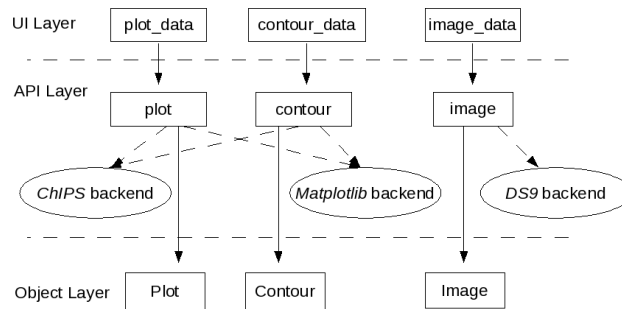 UI Layer
plot_data
contour_data
image_data
API Layer
plot
contour
image
ChIPS backend
Matplotlib backend
DS9 backend
Object Layer
Plot
Contour
Image